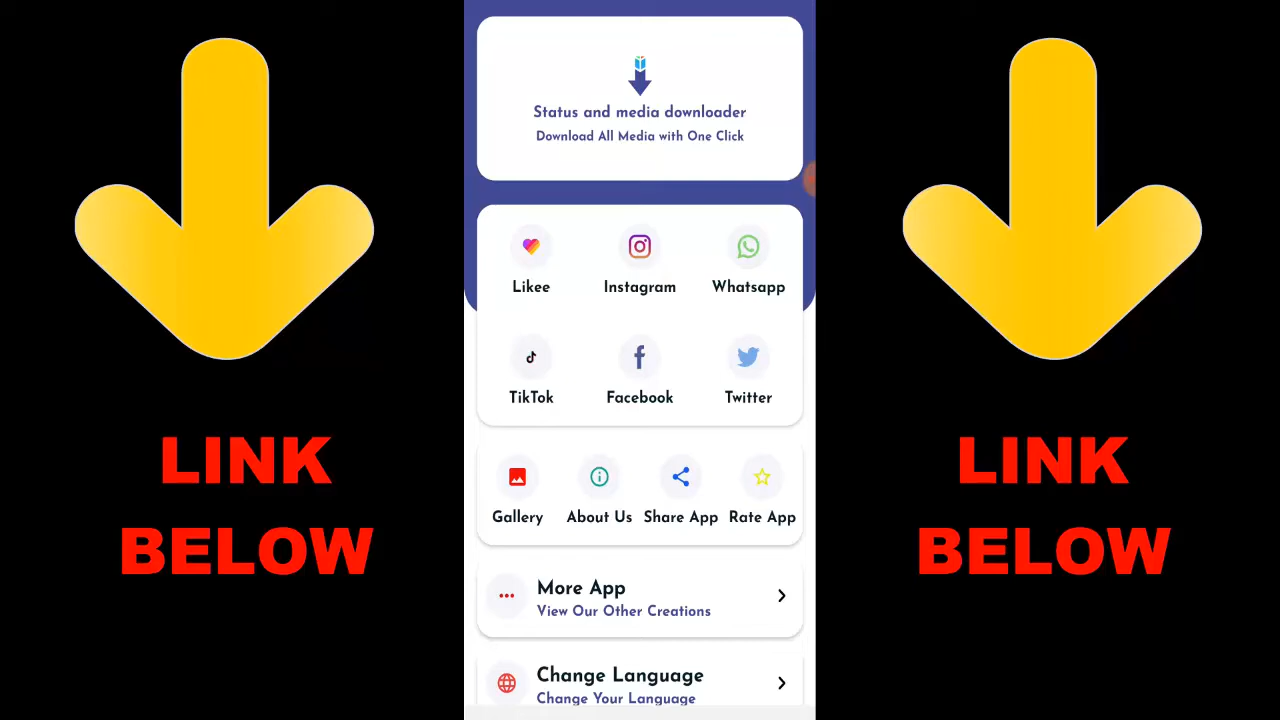 Status and media downloader
Download All Media with One Click
Likee Instagram Whatsapp
TikTok Facebook Twitter
Gallery About Us Share App Rate App
More App
View Our Other Creations
Change Language
Change Your Language
LINK
BELOW
LINK
BELOW